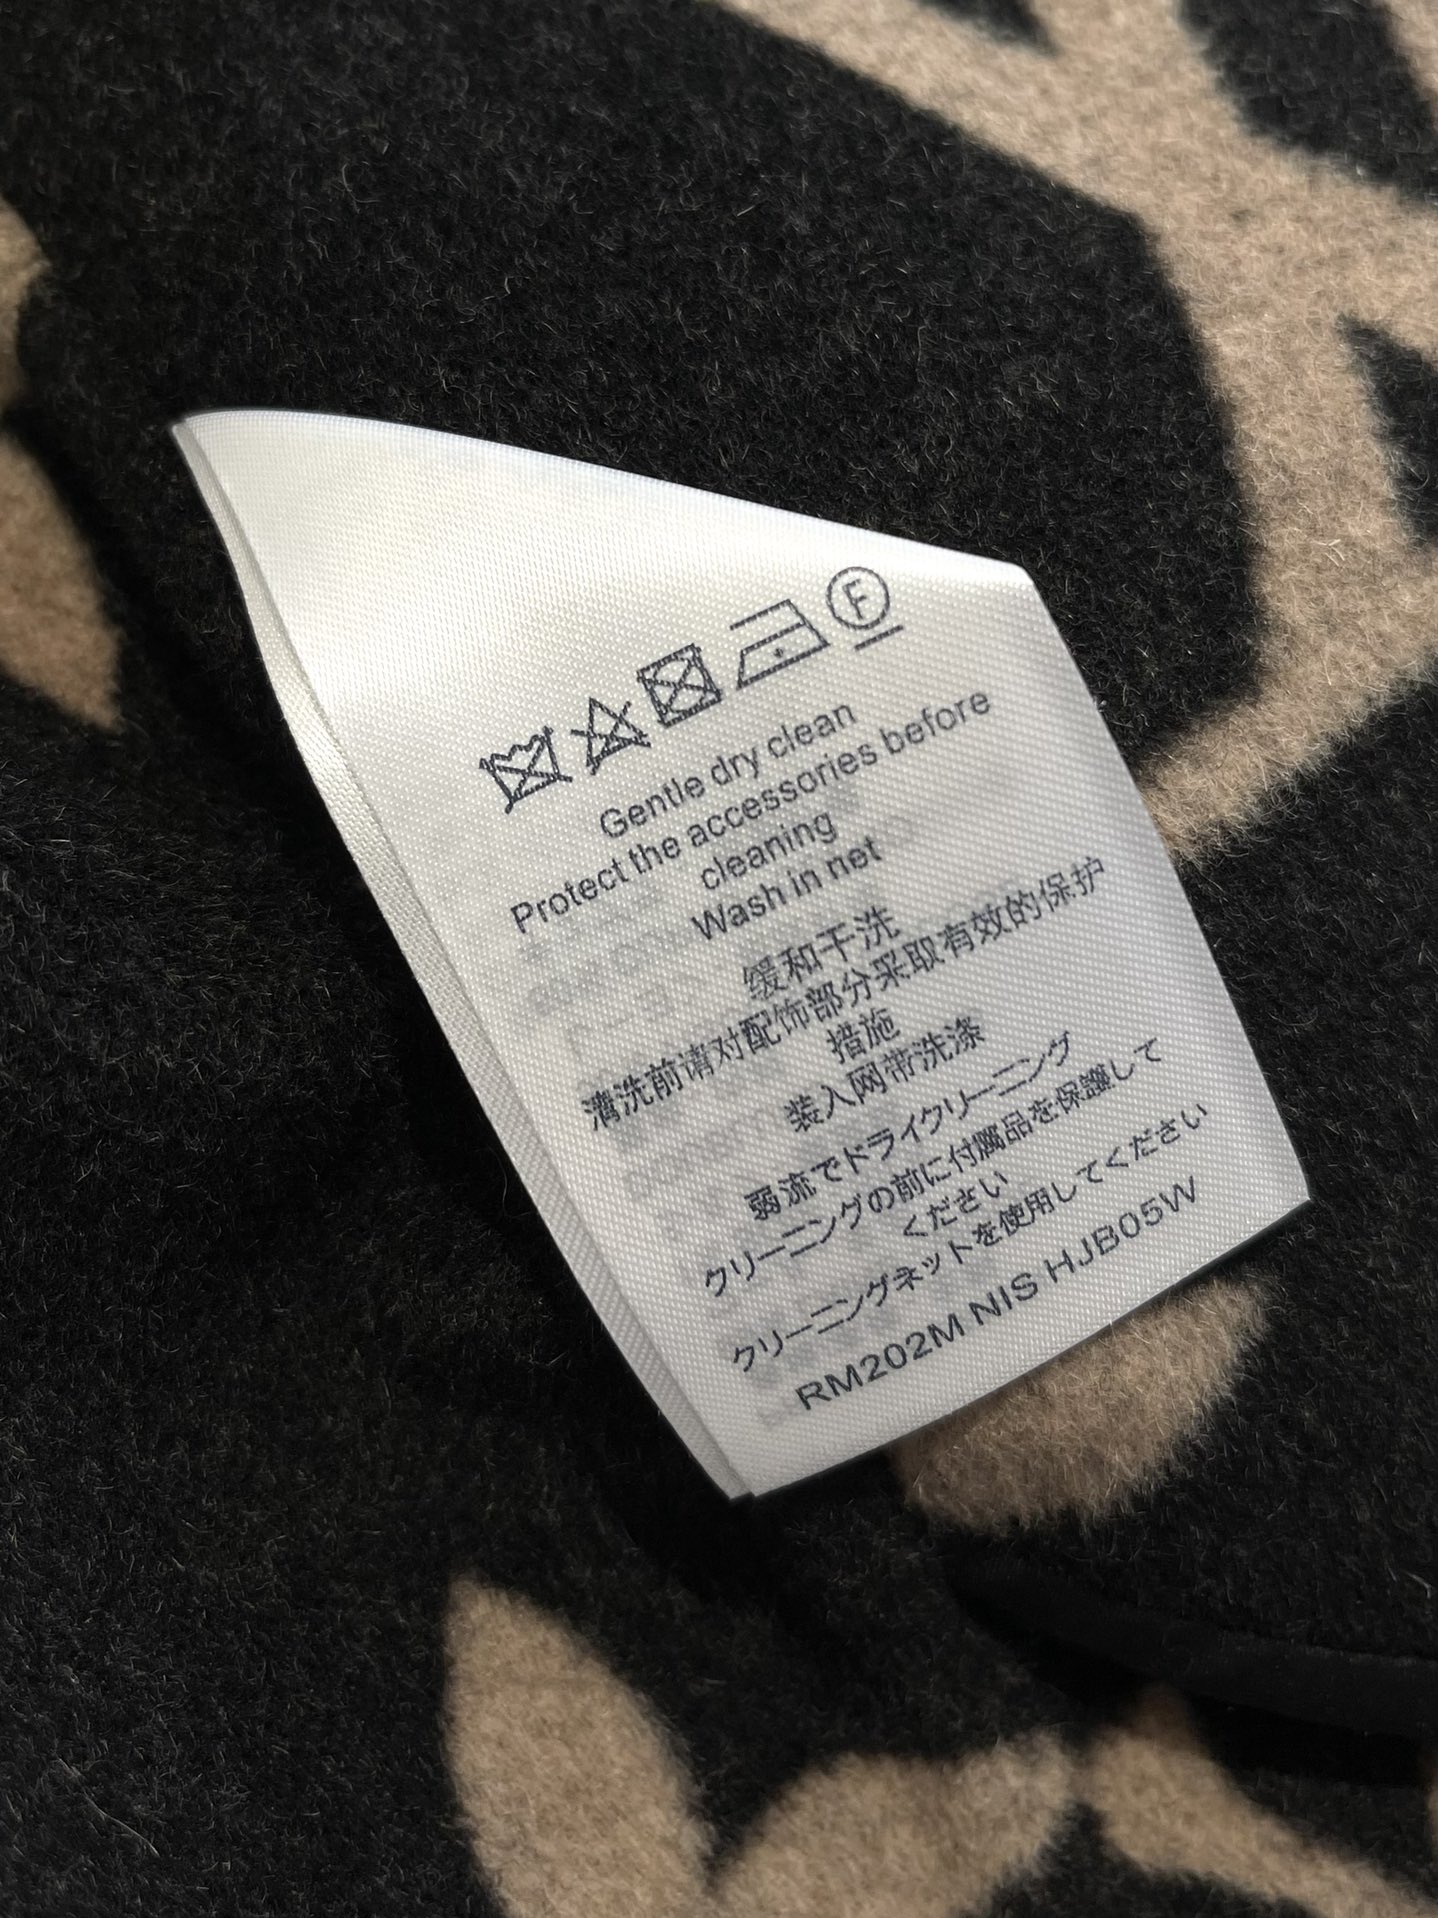 F
Gentle dry clean
Protect the accessories before
cleaning
Wash in net
缓和干洗
清洗前请对配饰部分采取有效的保护
措施
装入网带洗涤
弱流でドライクリーニング
クリーニングの前に付属品を保護して
ください
クリーニングネットを使用してください
RM202M NIS HJB05W